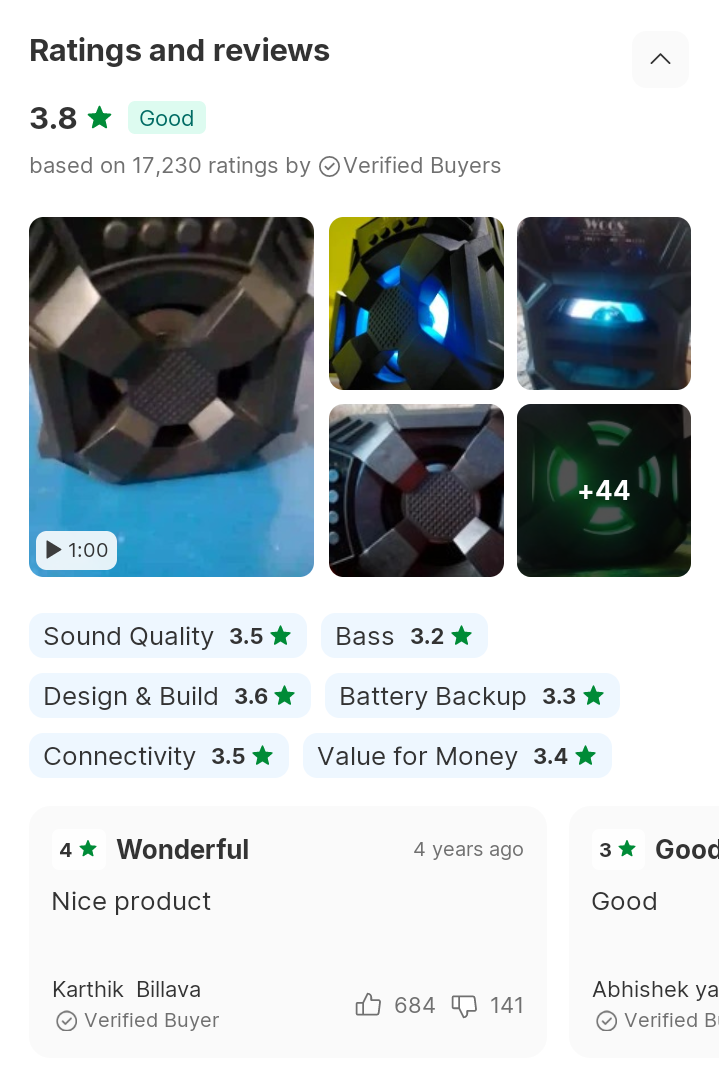 Ratings and reviews
3.8 ★ Good
based on 17,230 ratings by Verified Buyers
+44
1:00
Sound Quality 3.5 ★ Bass 3.2 ★
Design & Build 3.6 ★ Battery Backup 3.3 ★
Connectivity 3.5 ★ Value for Money 3.4 ★
4 ★ Wonderful 4 years ago
Nice product
Karthik Billava
684 141
Verified Buyer
3 ★ Good
Good
Abhishek ya
Verified B